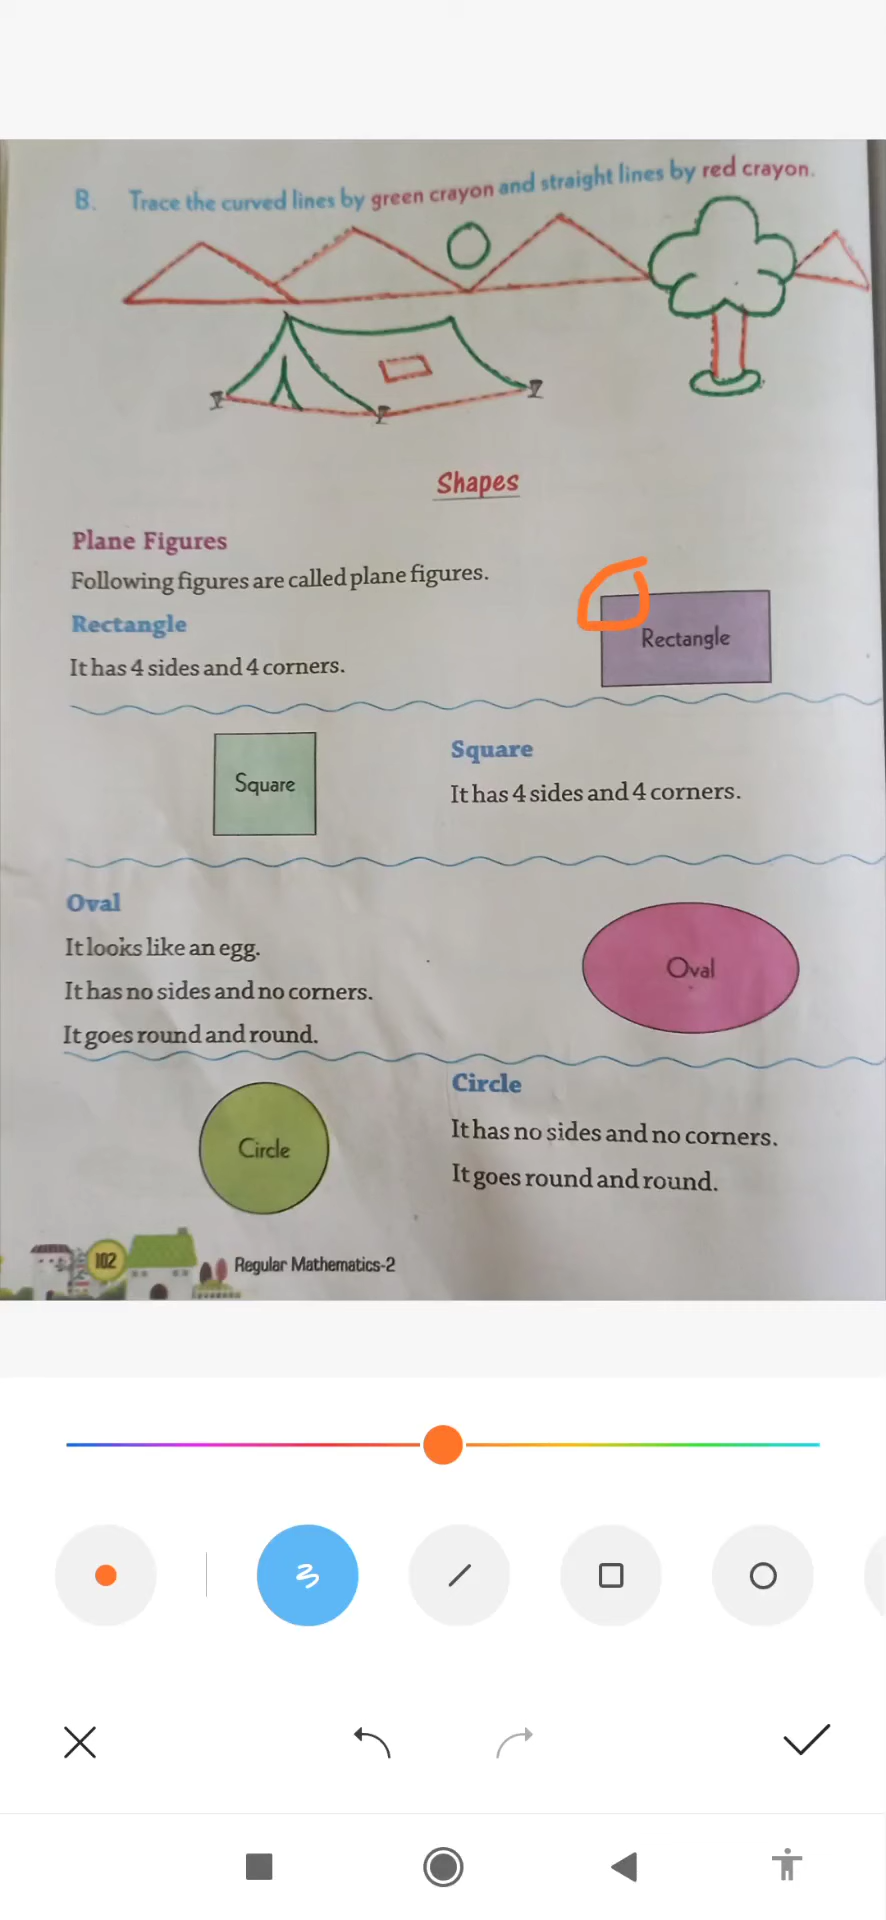 B. Trace the curved lines by green crayon and straight lines by red crayon.
Shapes
Plane Figures
Following figures are called plane figures.
Rectangle
It has 4 sides and 4 corners.
Rectangle
Square
Square
It has 4 sides and 4 corners.
Oval
It looks like an egg.
It has no sides and no corners.
It goes round and round.
Oval
Circle
Circle
It has no sides and no corners.
It goes round and round.
102 Regular Mathematics-2